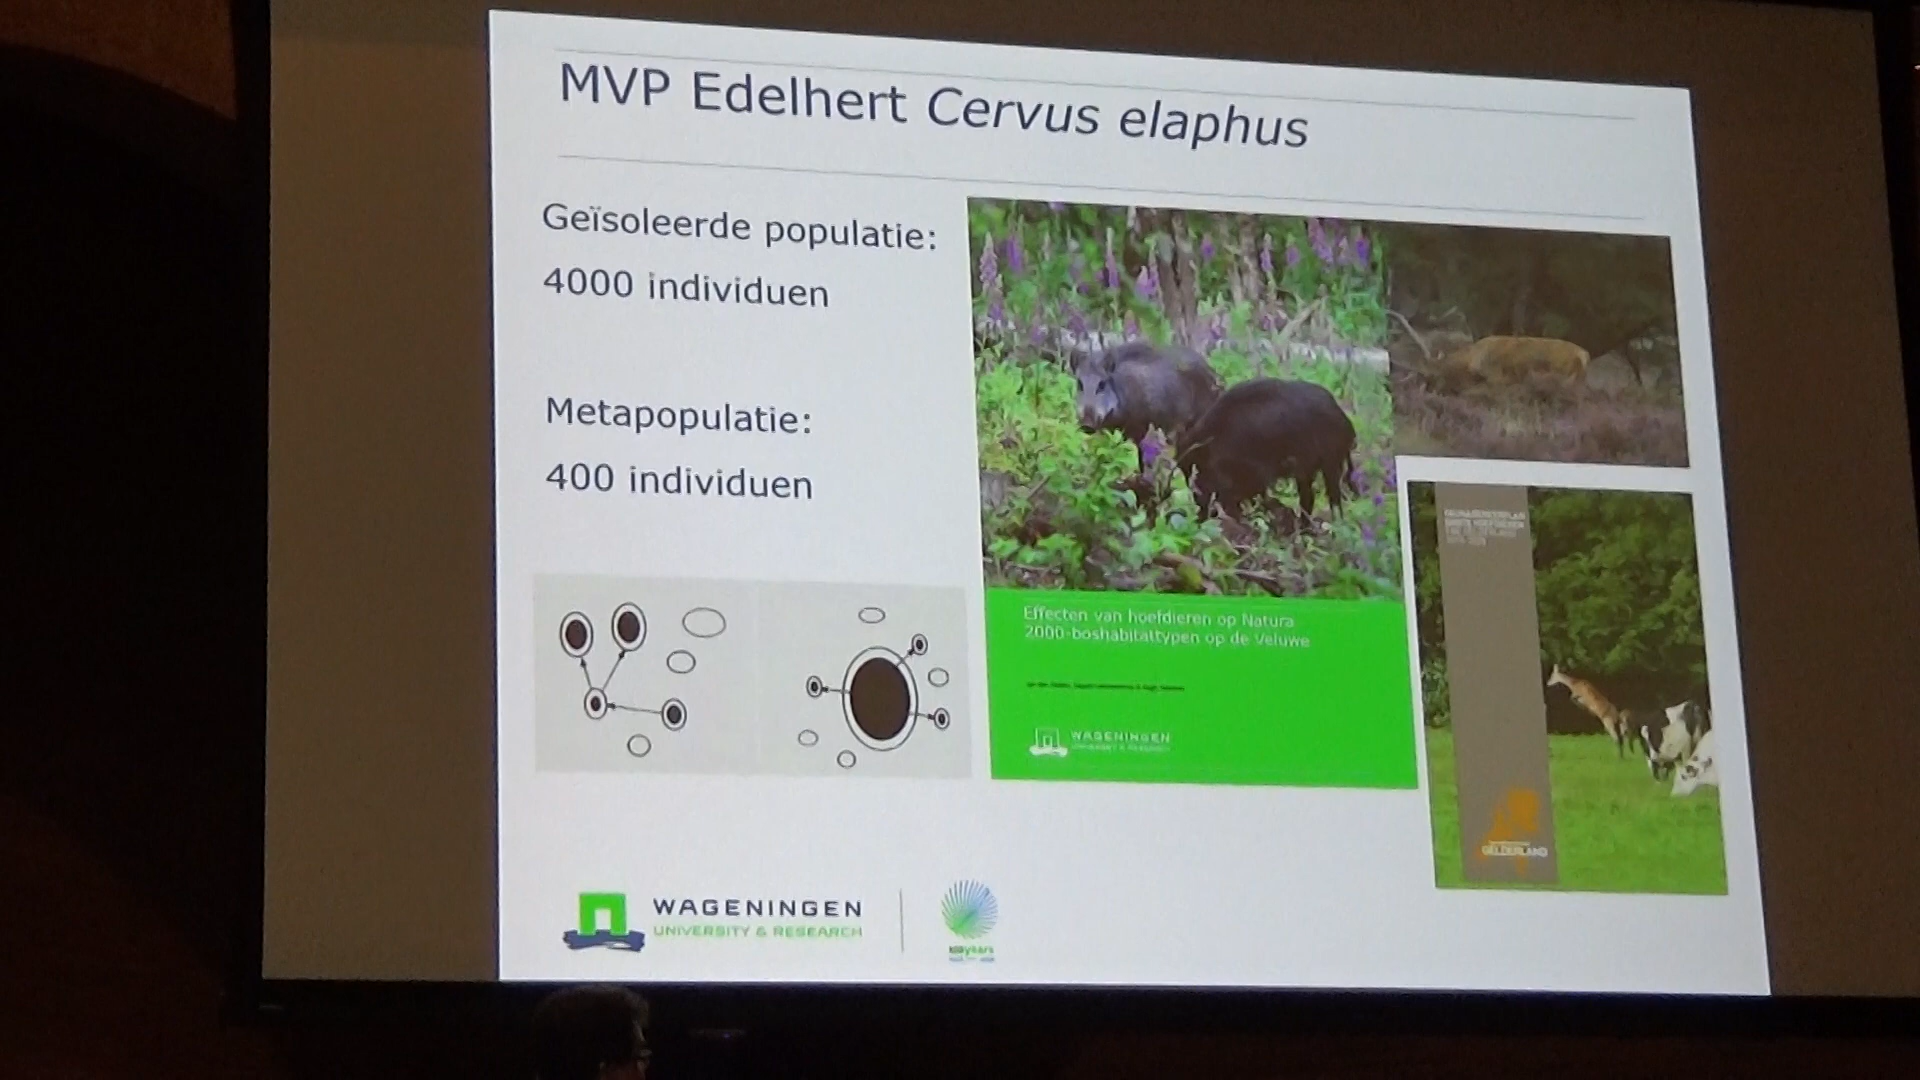 MVP Edelhert Cervus elaphus
Geïsoleerde populatie:
4000 individuen
Metapopulatie:
400 individuen
Effecten van hoefdieren op Natura
2000-boshabitattypen op de Veluwe
WAGENINGEN
UNIVERSITY & RESEARCH
GELDERLAND
WAGENINGEN
UNIVERSITY & RESEARCH
100years